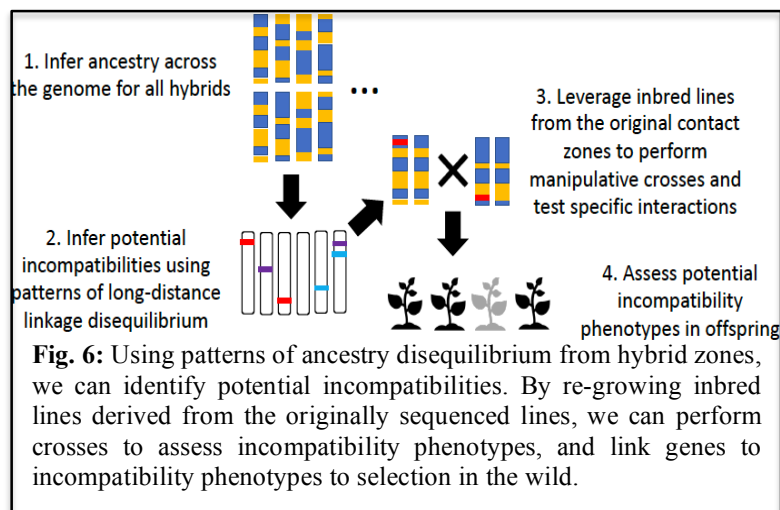 1. Infer ancestry across
the genome for all hybrids
...
2. Infer potential
incompatibilities using
patterns of long-distance
linkage disequilibrium
3. Leverage inbred lines
from the original contact
zones to perform
manipulative crosses and
test specific interactions
4. Assess potential
incompatibility
phenotypes in offspring
Fig. 6: Using patterns of ancestry disequilibrium from hybrid zones,
we can identify potential incompatibilities. By re-growing inbred
lines derived from the originally sequenced lines, we can perform
crosses to assess incompatibility phenotypes, and link genes to
incompatibility phenotypes to selection in the wild.